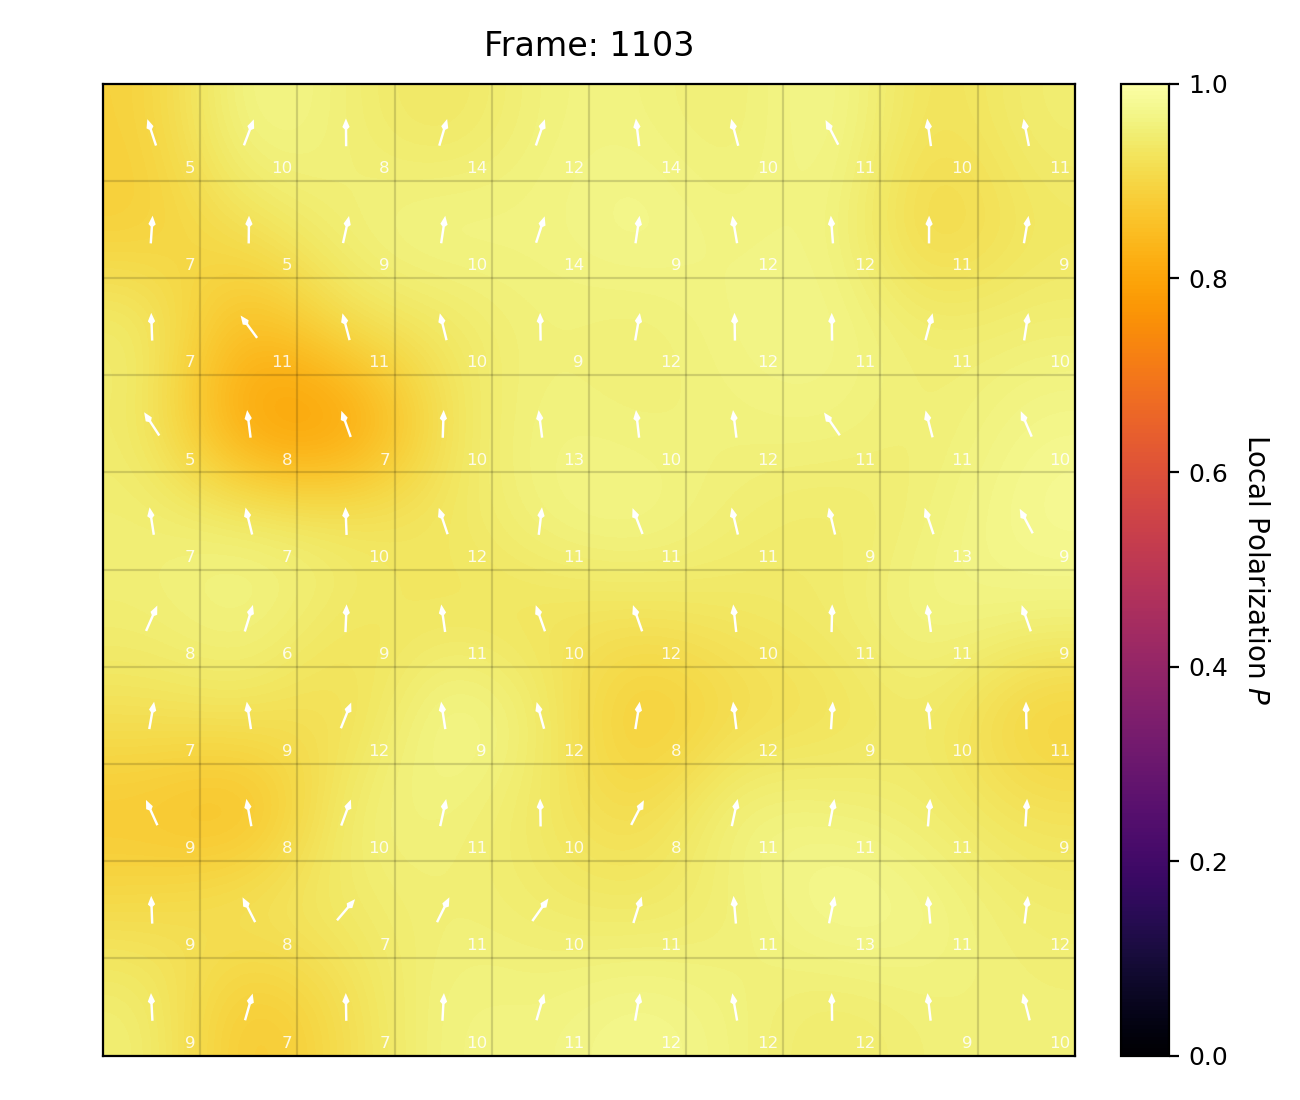 Frame: 1103
5 10 8 14 12 14 10 11 10 11
7 5 9 10 14 9 12 12 11 9
7 11 11 10 9 12 12 11 11 10
5 8 7 10 13 10 12 11 11 10
7 7 10 12 11 11 11 9 13 9
8 6 9 11 10 12 10 11 11 9
7 9 12 9 12 8 12 9 10 11
9 8 10 11 10 8 11 11 11 9
9 8 7 11 10 11 11 13 11 12
9 7 7 10 11 12 12 12 9 10
1.0
0.8
0.6
0.4
0.2
0.0
Local Polarization P